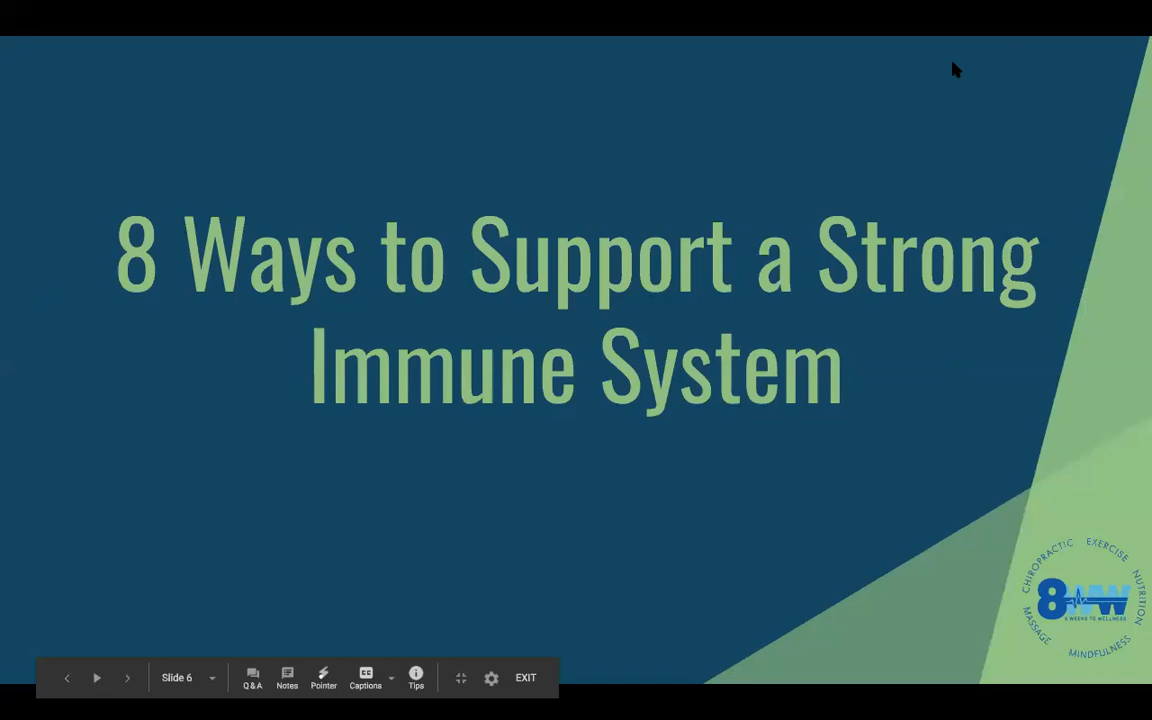 8 Ways to Support a Strong
Immune System
CHIROPRACTIC EXERCISE NUTRITION MINDFULNESS MASSAGE
8WW
8 WEEKS TO WELLNESS
Slide 6
Q&A
Notes
Pointer
Captions
Tips
EXIT